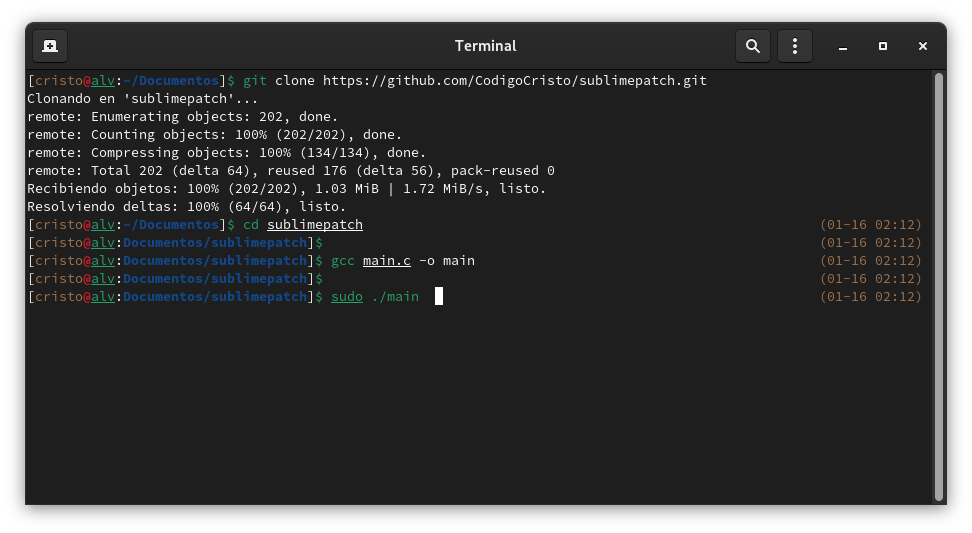 Terminal
[cristo@alv:~/Documentos]$ git clone https://github.com/CodigoCristo/sublimepatch.git
Clonando en 'sublimepatch'...
remote: Enumerating objects: 202, done.
remote: Counting objects: 100% (202/202), done.
remote: Compressing objects: 100% (134/134), done.
remote: Total 202 (delta 64), reused 176 (delta 56), pack-reused 0
Recibiendo objetos: 100% (202/202), 1.03 MiB | 1.72 MiB/s, listo.
Resolviendo deltas: 100% (64/64), listo.
[cristo@alv:~/Documentos]$ cd sublimepatch (01-16 02:12)
[cristo@alv:Documentos/sublimepatch]$ (01-16 02:12)
[cristo@alv:Documentos/sublimepatch]$ gcc main.c -o main (01-16 02:12)
[cristo@alv:Documentos/sublimepatch]$ (01-16 02:12)
[cristo@alv:Documentos/sublimepatch]$ sudo ./main (01-16 02:12)